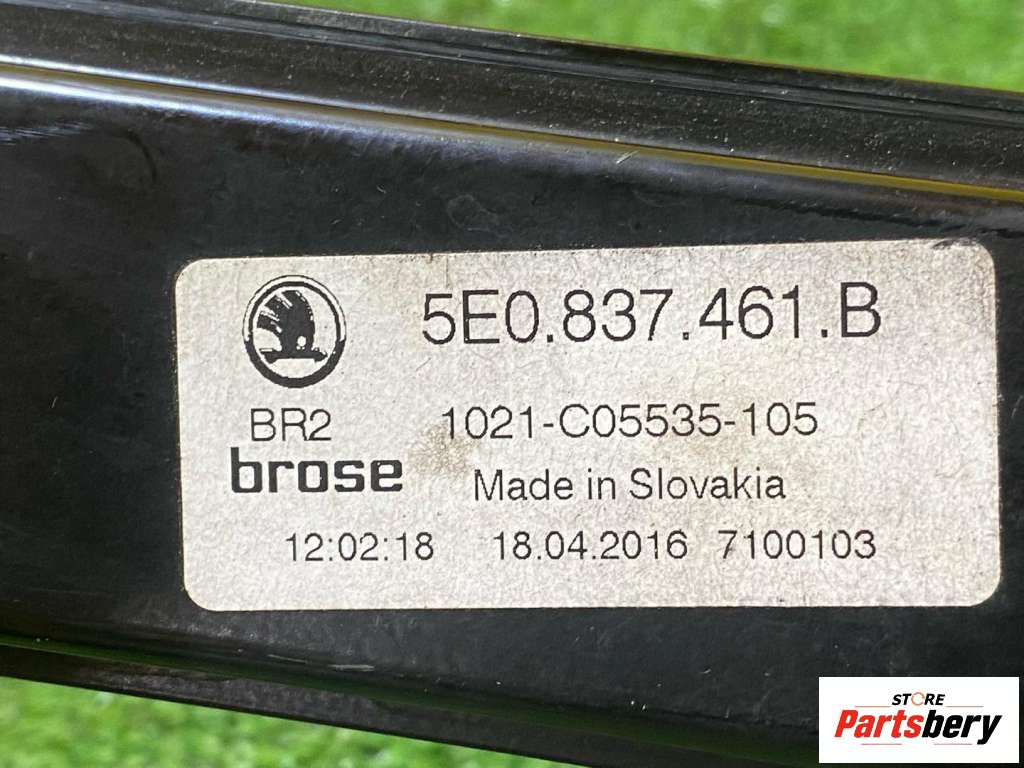 5E0.837.461.B
BR2 1021-C05535-105
brose Made in Slovakia
12:02:18 18.04.2016 7100103
STORE
Partsbery